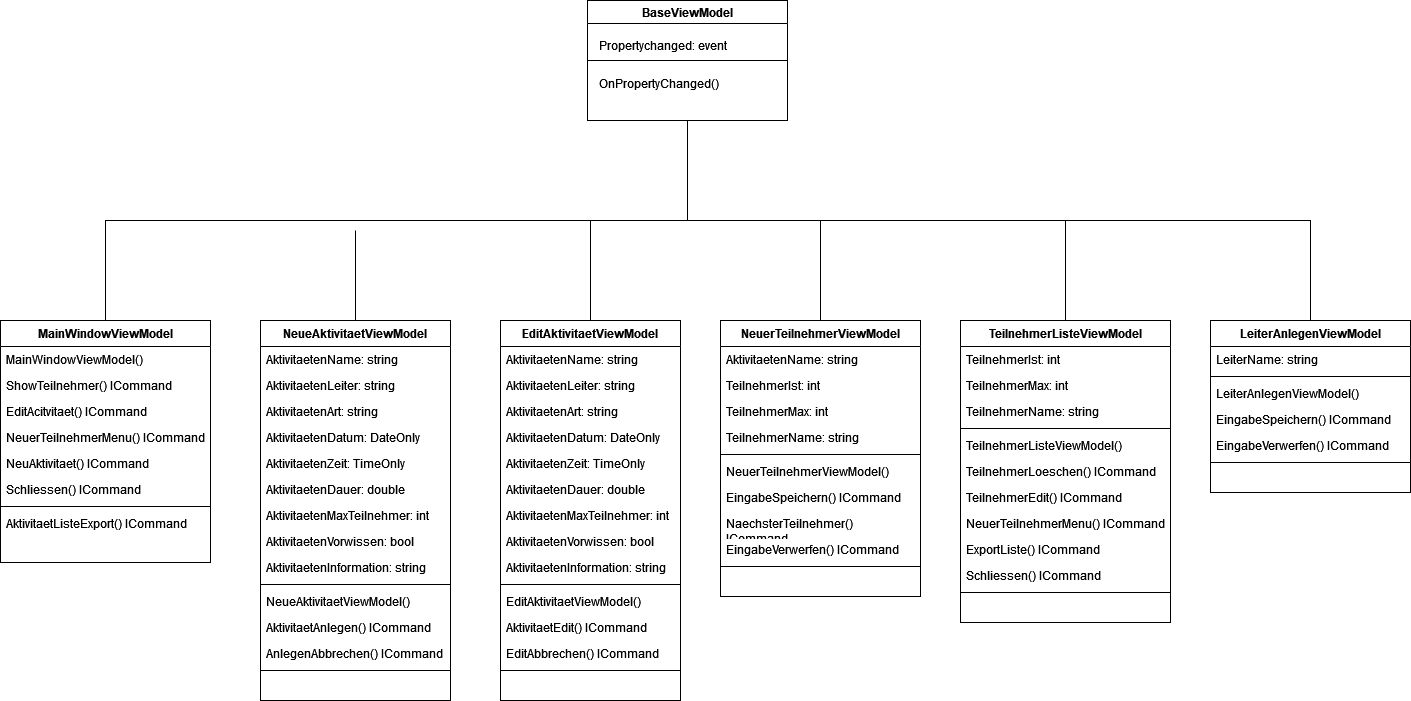 BaseViewModel
Propertychanged: event
OnPropertyChanged()
MainWindowViewModel
MainWindowViewModel()
ShowTeilnehmer() ICommand
EditAcitvitaet() ICommand
NeuerTeilnehmerMenu() ICommand
NeuAktivitaet() ICommand
Schliessen() ICommand
AktivitaetListeExport() ICommand
NeueAktivitaetViewModel
AktivitaetenName: string
AktivitaetenLeiter: string
AktivitaetenArt: string
AktivitaetenDatum: DateOnly
AktivitaetenZeit: TimeOnly
AktivitaetenDauer: double
AktivitaetenMaxTeilnehmer: int
AktivitaetenVorwissen: bool
AktivitaetenInformation: string
NeueAktivitaetViewModel()
AktivitaetAnlegen() ICommand
AnlegenAbbrechen() ICommand
EditAktivitaetViewModel
AktivitaetenName: string
AktivitaetenLeiter: string
AktivitaetenArt: string
AktivitaetenDatum: DateOnly
AktivitaetenZeit: TimeOnly
AktivitaetenDauer: double
AktivitaetenMaxTeilnehmer: int
AktivitaetenVorwissen: bool
AktivitaetenInformation: string
EditAktivitaetViewModel()
AktivitaetEdit() ICommand
EditAbbrechen() ICommand
NeuerTeilnehmerViewModel
AktivitaetenName: string
TeilnehmerIst: int
TeilnehmerMax: int
TeilnehmerName: string
NeuerTeilnehmerViewModel()
EingabeSpeichern() ICommand
NaechsterTeilnehmer()
ICommand
EingabeVerwerfen() ICommand
TeilnehmerListeViewModel
TeilnehmerIst: int
TeilnehmerMax: int
TeilnehmerName: string
TeilnehmerListeViewModel()
TeilnehmerLoeschen() ICommand
TeilnehmerEdit() ICommand
NeuerTeilnehmerMenu() ICommand
ExportListe() ICommand
Schliessen() ICommand
LeiterAnlegenViewModel
LeiterName: string
LeiterAnlegenViewModel()
EingabeSpeichern() ICommand
EingabeVerwerfen() ICommand